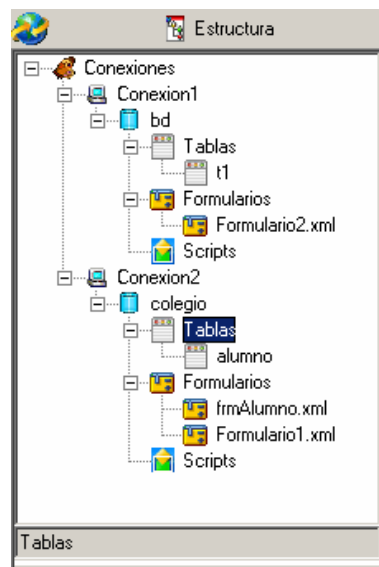 Estructura
Conexiones
Conexion1
bd
Tablas
t1
Formularios
Formulario2.xml
Scripts
Conexion2
colegio
Tablas
alumno
Formularios
frmAlumno.xml
Formulario1.xml
Scripts
Tablas